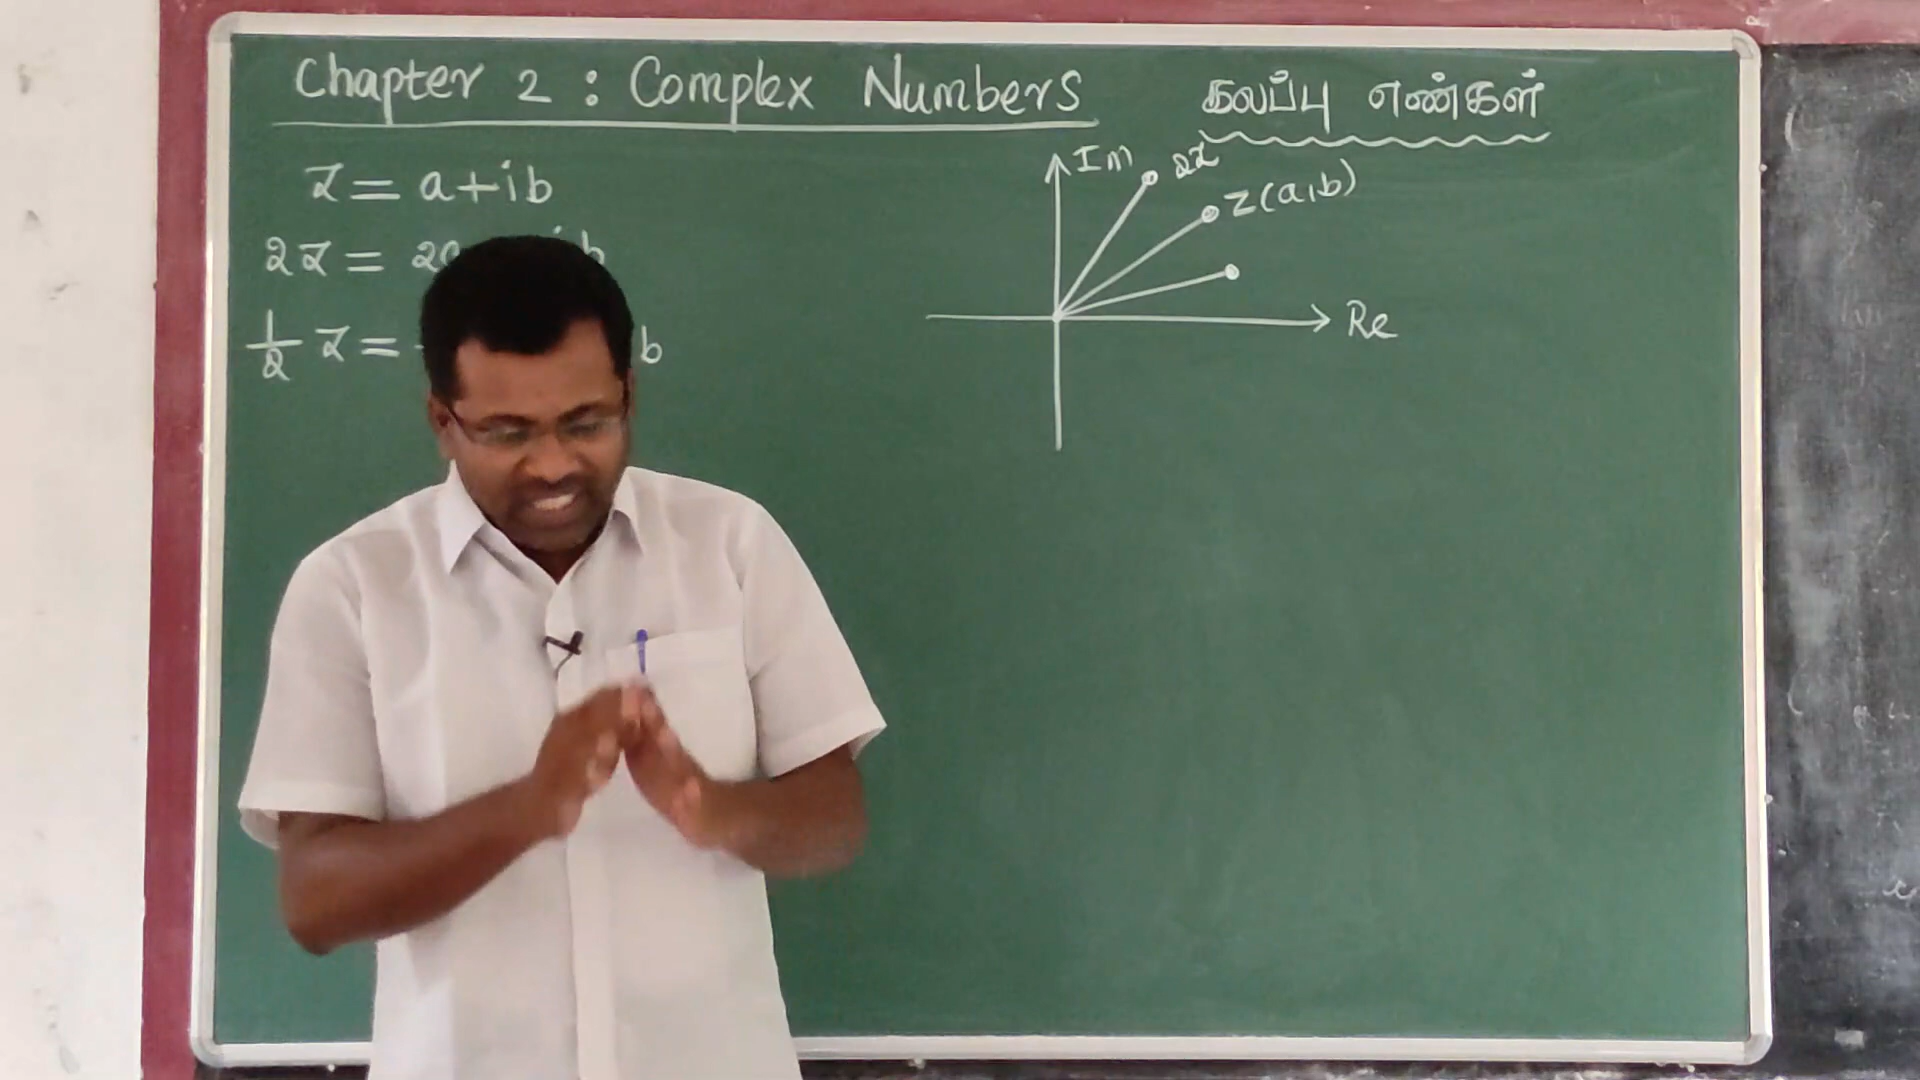 Chapter 2 : Complex Numbers
கலப்பு எண்கள்
z = a+ib
2z = 2a b
1/2 z = b
Im
2z
z(a,b)
Re